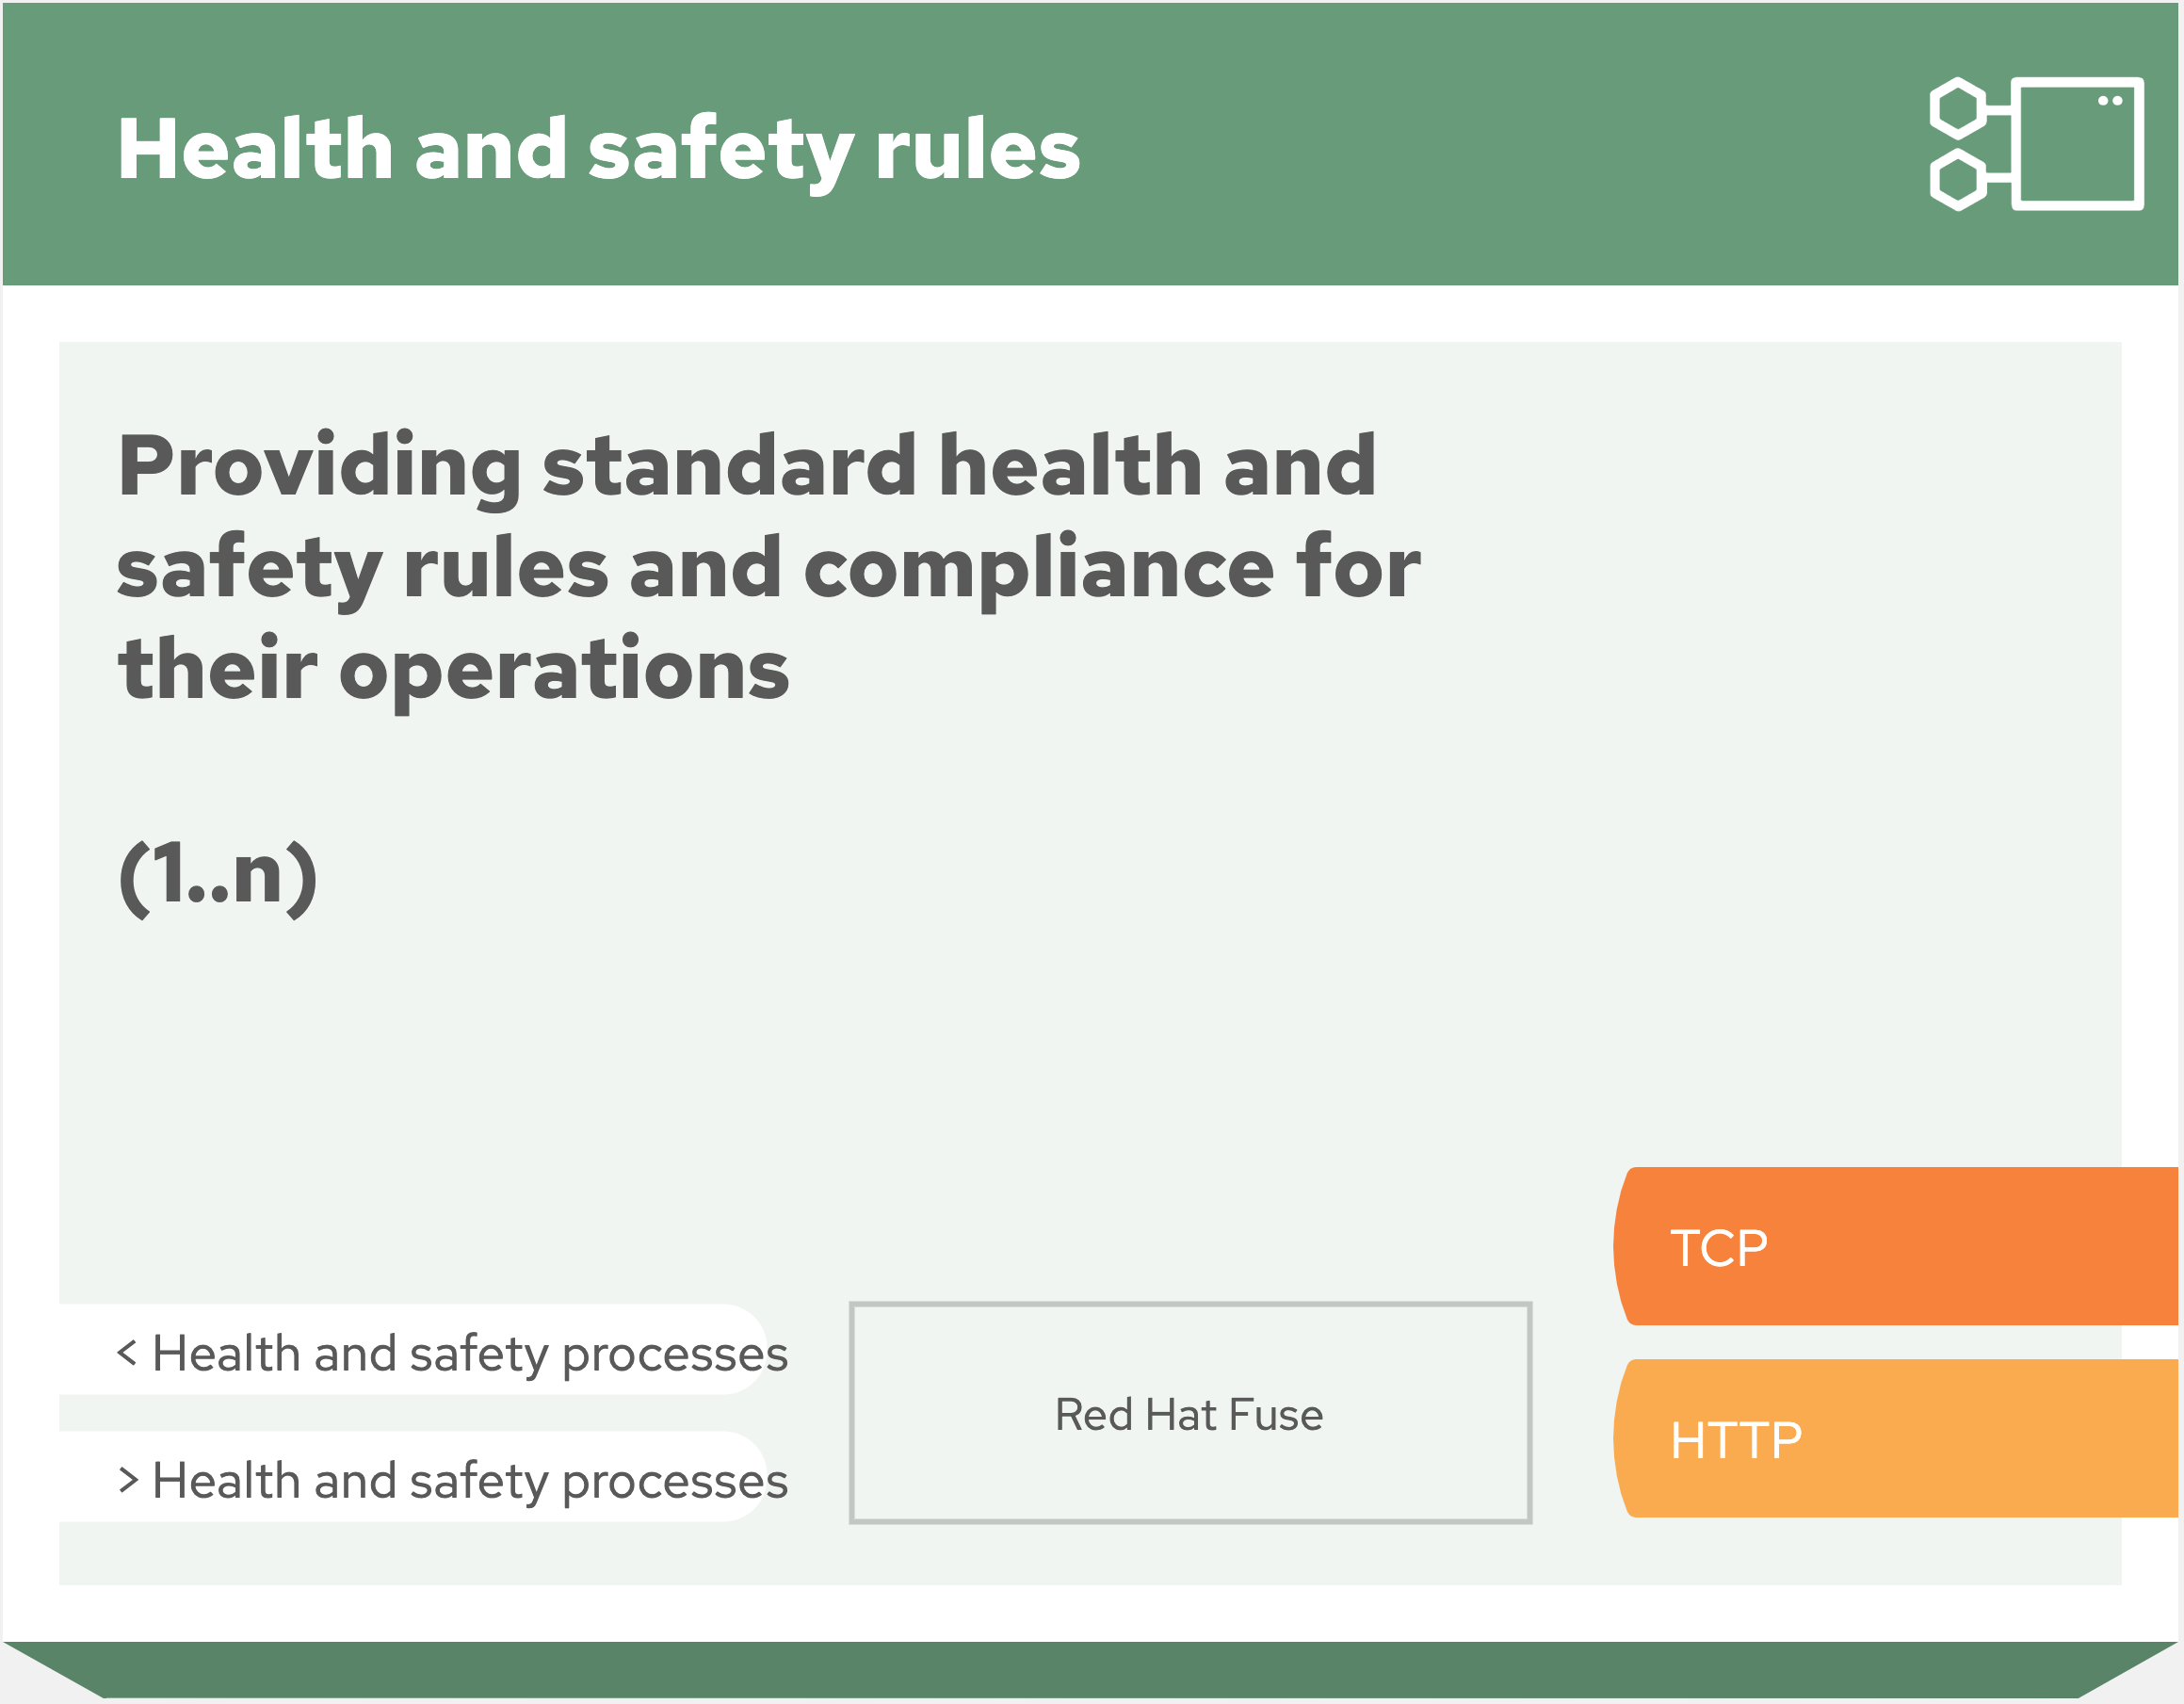 Health and safety rules
Providing standard health and
safety rules and compliance for
their operations
(1..n)
TCP
< Health and safety processes
Red Hat Fuse
HTTP
> Health and safety processes